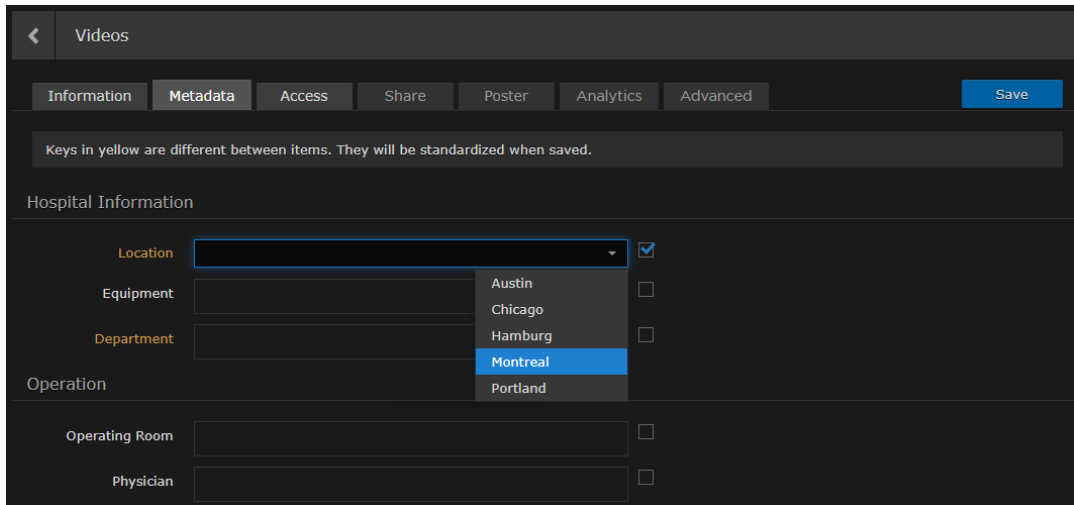 Videos
Information Metadata Access Share Poster Analytics Advanced Save
Keys in yellow are different between items. They will be standardized when saved.
Hospital Information
Location
Austin
Equipment
Chicago
Hamburg
Department
Montreal
Operation
Portland
Operating Room
Physician